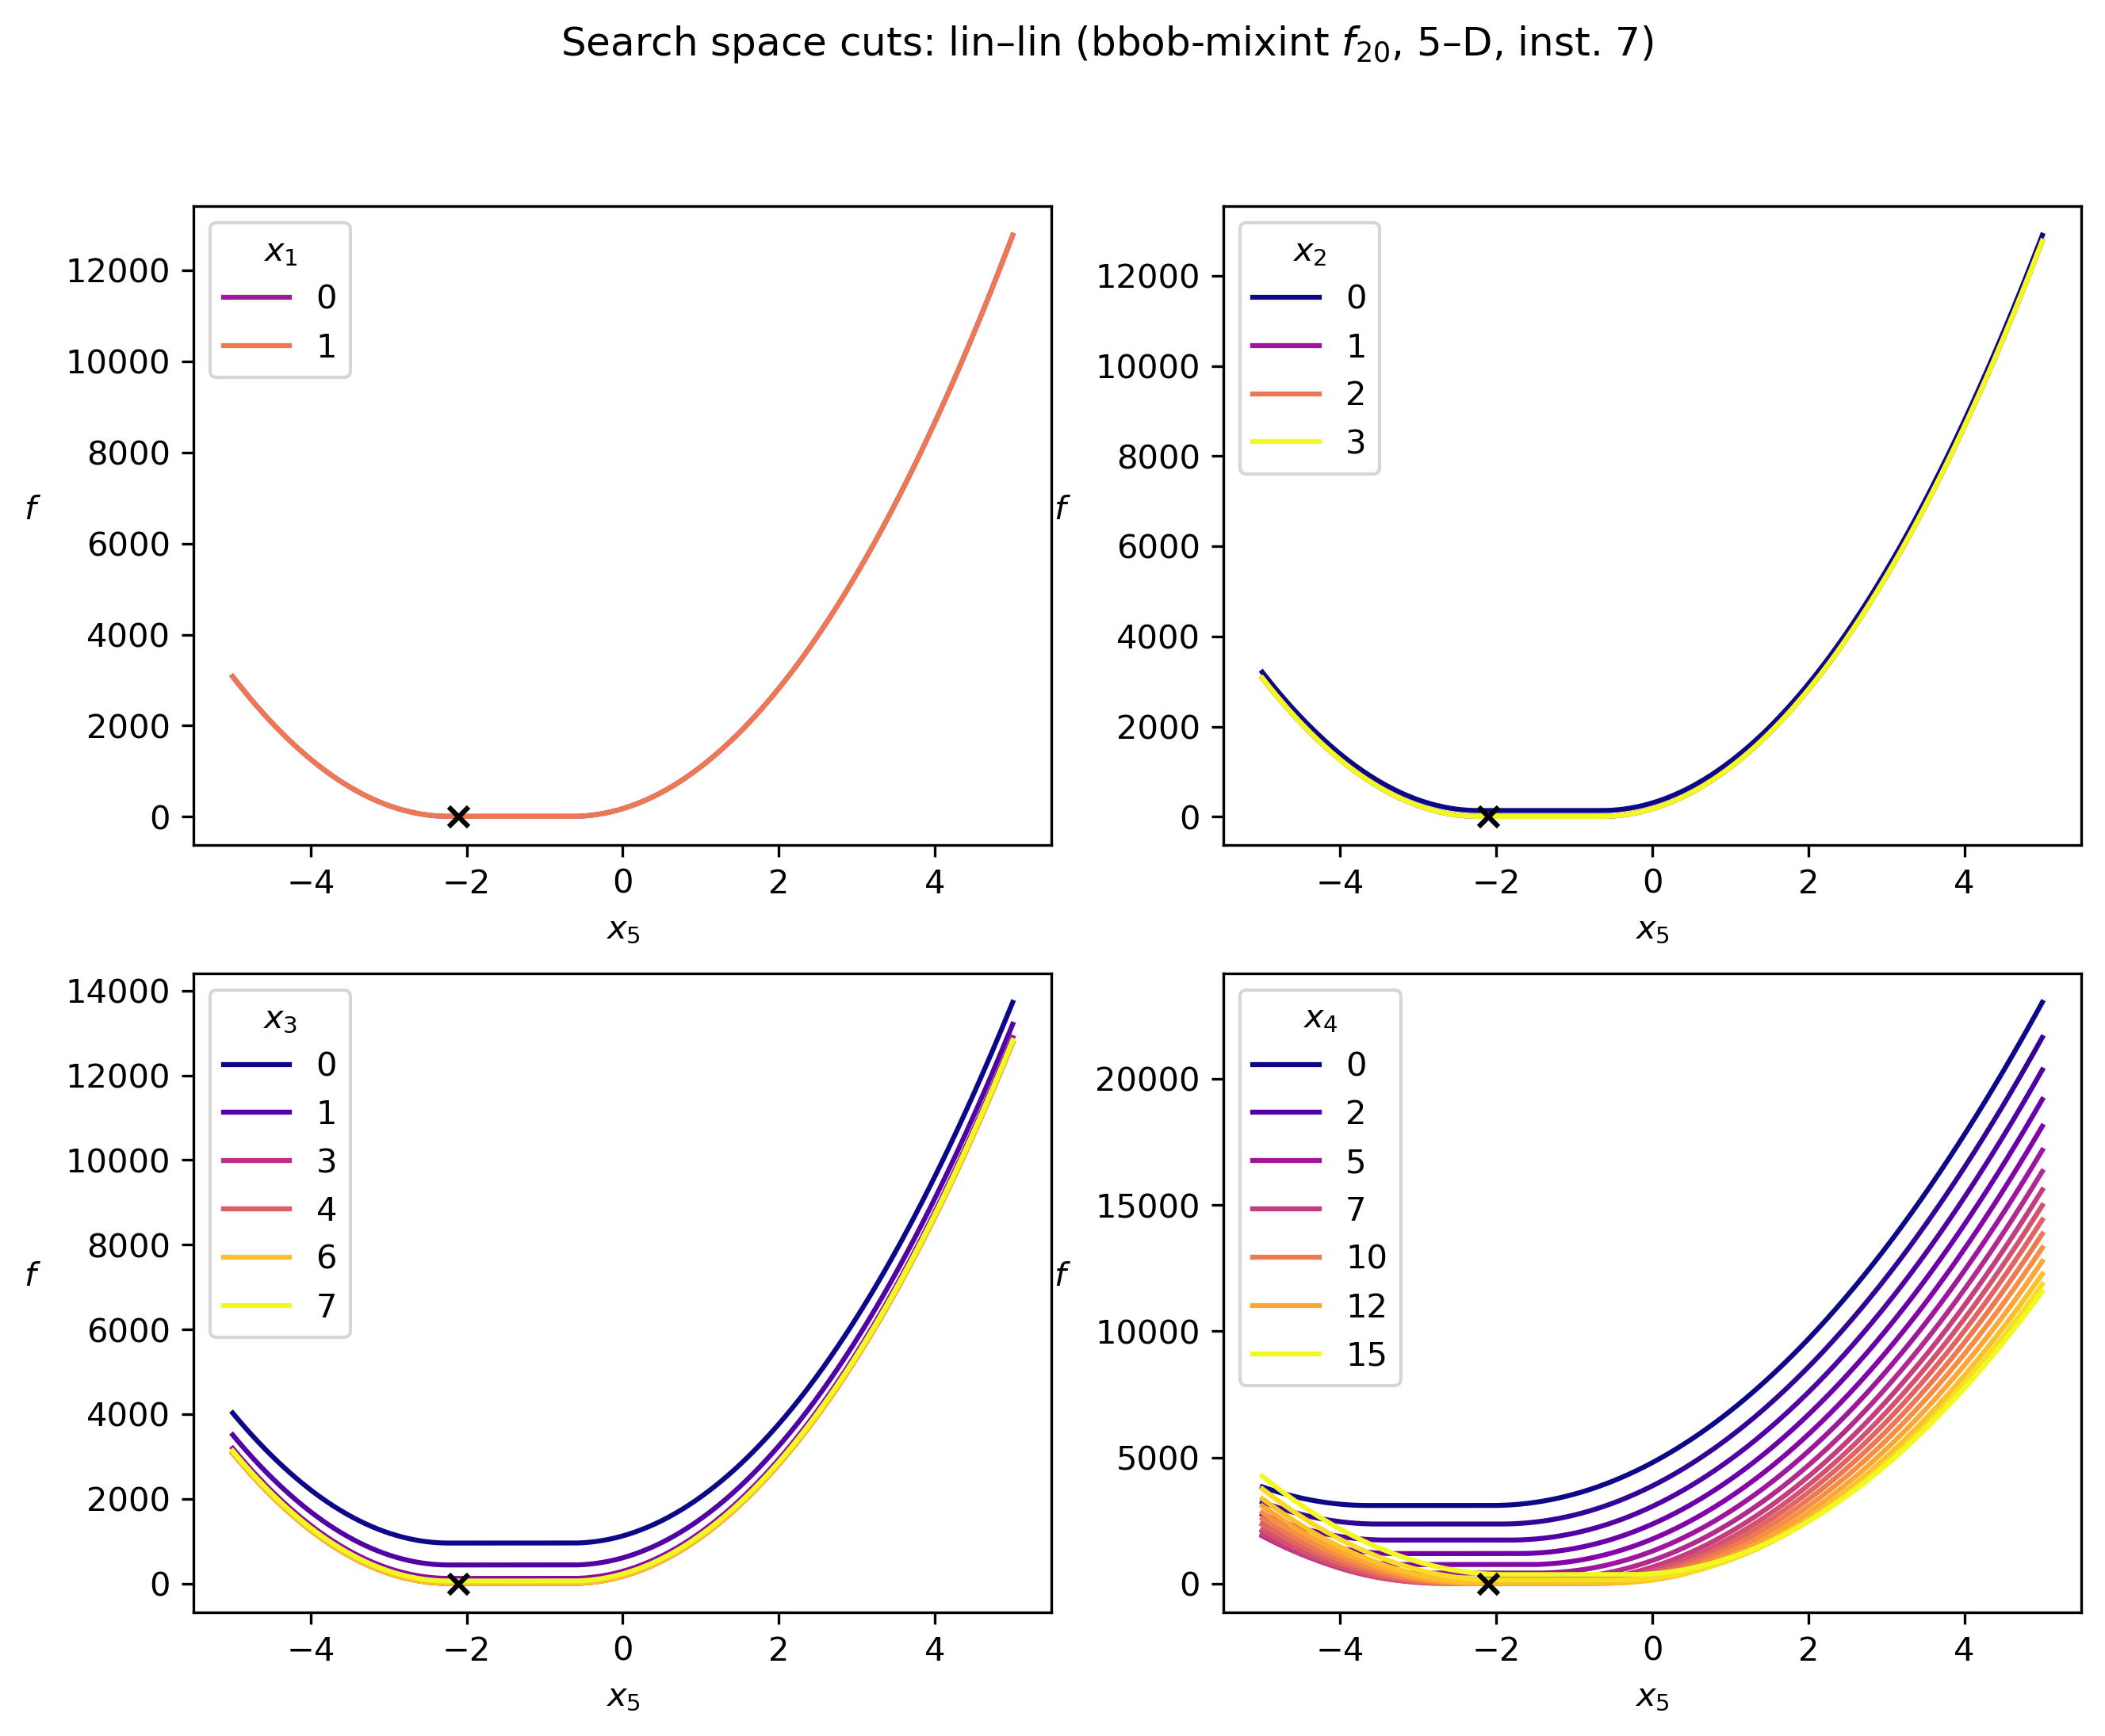 Search space cuts: lin–lin (bbob-mixint f20, 5–D, inst. 7)
x1
0
1
12000
10000
8000
6000
4000
2000
0
f
−4 −2 0 2 4
x5
x2
0
1
2
3
12000
10000
8000
6000
4000
2000
0
f
−4 −2 0 2 4
x5
x3
0
1
3
4
6
7
14000
12000
10000
8000
6000
4000
2000
0
f
−4 −2 0 2 4
x5
x4
0
2
5
7
10
12
15
20000
15000
10000
5000
0
f
−4 −2 0 2 4
x5